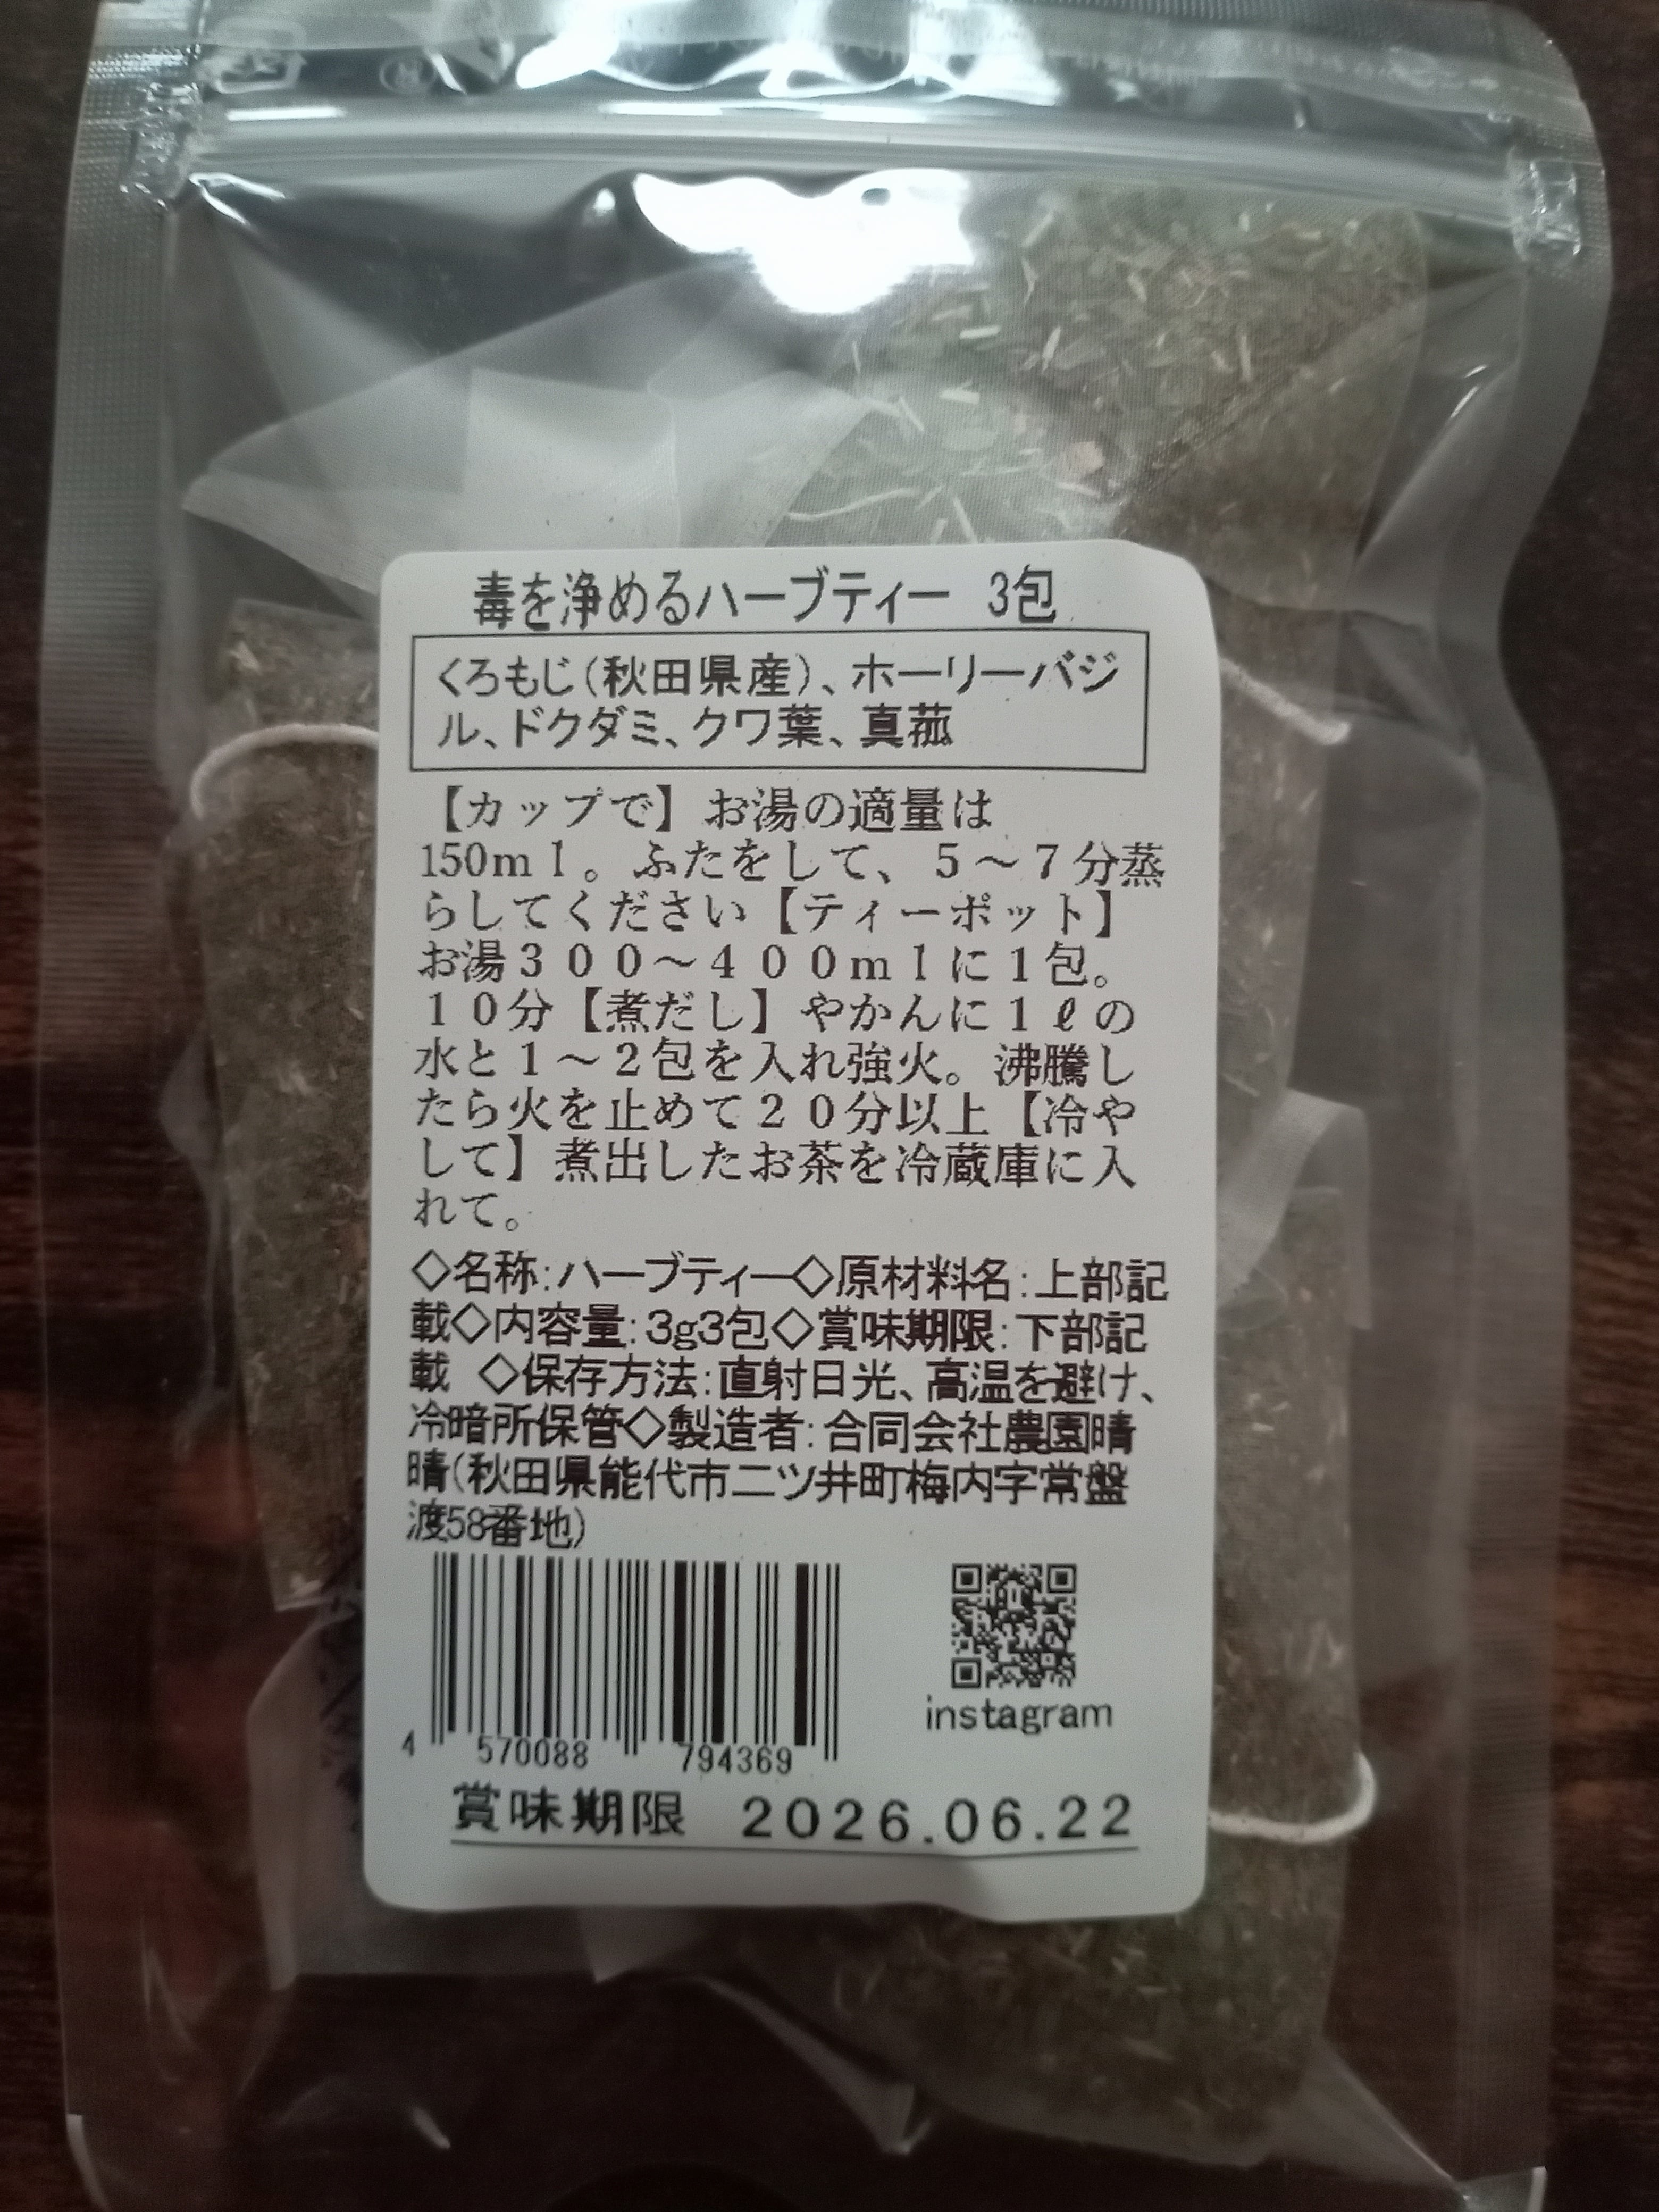 毒を浄めるハーブティー 3包
くろもじ(秋田県産)、ホーリーバジ
ル、ドクダミ、クワ葉、真菰
【カップで】お湯の適量は
150ml。ふたをして、5～7分蒸
らしてください【ティーポット】
お湯300～400mlに1包。
10分【煮だし】やかんに1ℓの
水と1～2包を入れ強火。沸騰し
たら火を止めて20分以上【冷や
して】煮出したお茶を冷蔵庫に入
れて。
◇名称:ハーブティー◇原材料名:上部記
載◇内容量:3g3包◇賞味期限:下部記
載 ◇保存方法:直射日光、高温を避け、
冷暗所保管◇製造者:合同会社農園晴
晴(秋田県能代市二ツ井町梅内字常盤
渡58番地)
4 570088 794369
instagram
賞味期限 2026.06.22